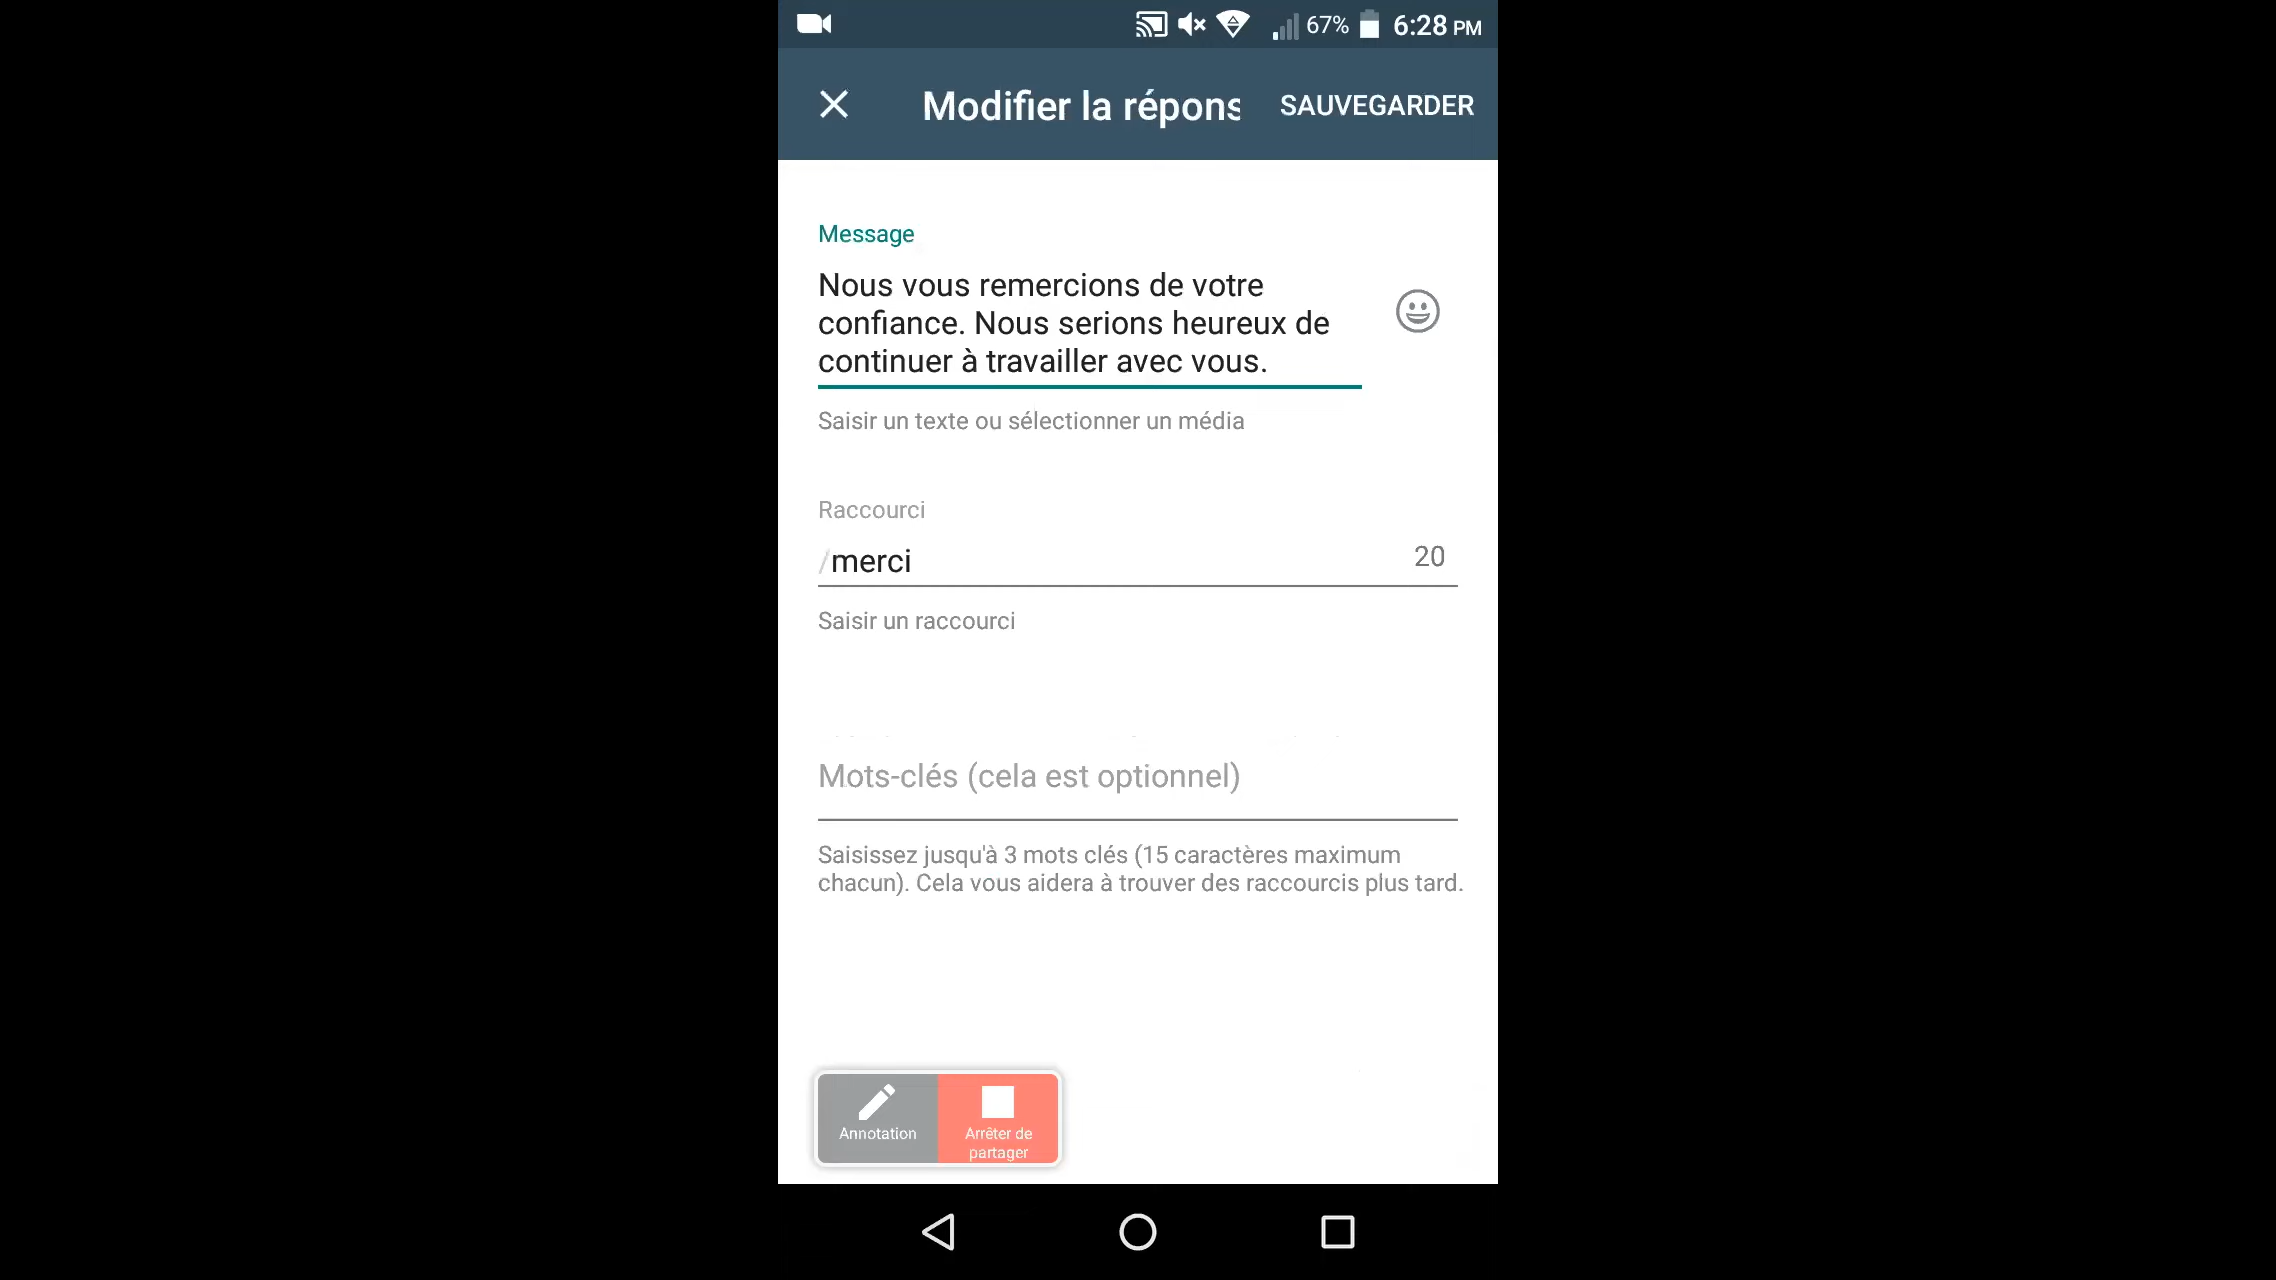 67% 6:28 PM
Modifier la répons SAUVEGARDER
Message
Nous vous remercions de votre
confiance. Nous serions heureux de
continuer à travailler avec vous.
Saisir un texte ou sélectionner un média
Raccourci
/merci 20
Saisir un raccourci
Mots-clés (cela est optionnel)
Saisissez jusqu'à 3 mots clés (15 caractères maximum
chacun). Cela vous aidera à trouver des raccourcis plus tard.
Annotation
Arrêter de
partager